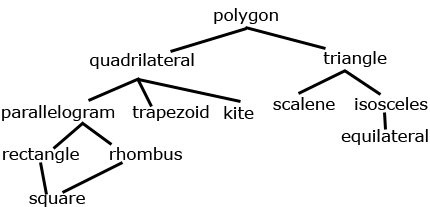 polygon
quadrilateral triangle
parallelogram trapezoid kite scalene isosceles
equilateral
rectangle rhombus
square